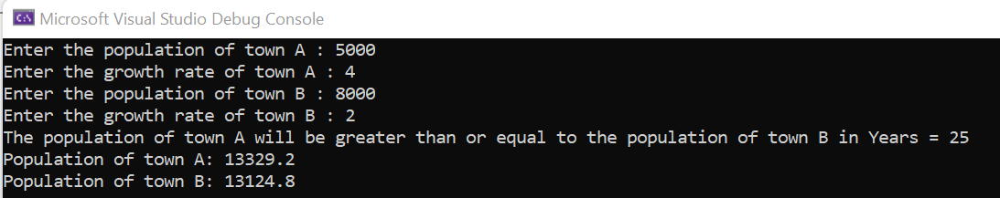 C:\ Microsoft Visual Studio Debug Console
Enter the population of town A : 5000
Enter the growth rate of town A : 4
Enter the population of town B : 8000
Enter the growth rate of town B : 2
The population of town A will be greater than or equal to the population of town B in Years = 25
Population of town A: 13329.2
Population of town B: 13124.8